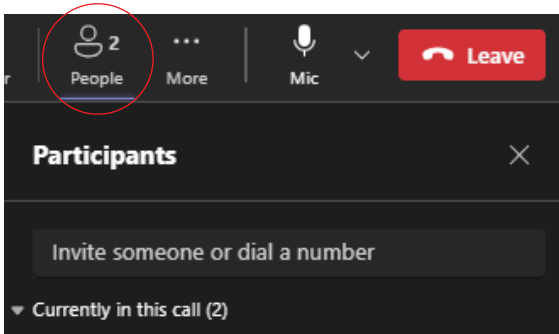 2
People
More
Mic
Leave
Participants
Invite someone or dial a number
Currently in this call (2)